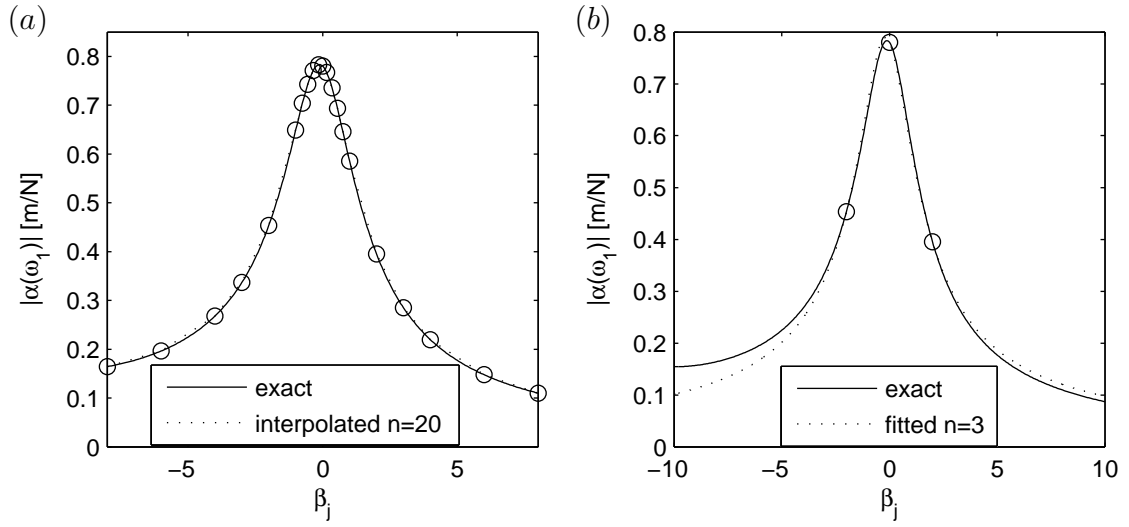 (a)
|α(ω1)| [m/N]
0.8
0.7
0.6
0.5
0.4
0.3
0.2
0.1
0
−5
0
5
βj
exact
interpolated n=20
(b)
|α(ω1)| [m/N]
0.8
0.7
0.6
0.5
0.4
0.3
0.2
0.1
0
−10
−5
0
5
10
βj
exact
fitted n=3